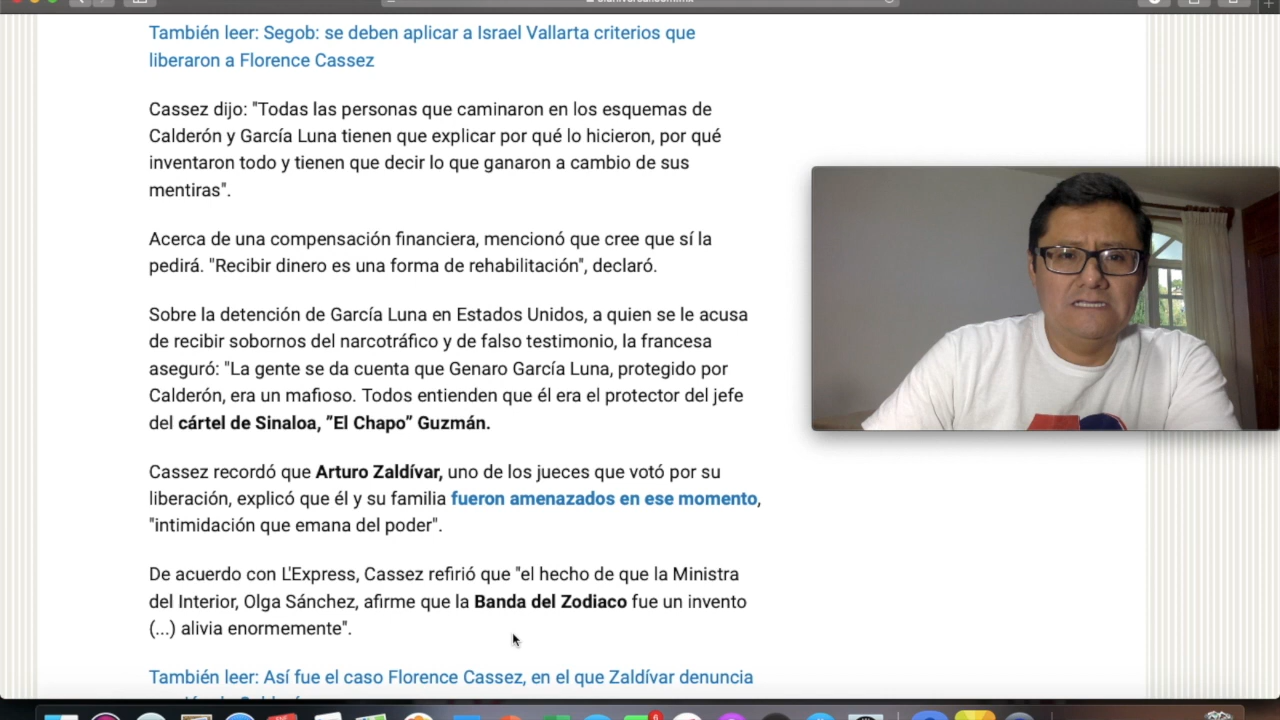 También leer: Segob: se deben aplicar a Israel Vallarta criterios que
liberaron a Florence Cassez
Cassez dijo: "Todas las personas que caminaron en los esquemas de
Calderón y García Luna tienen que explicar por qué lo hicieron, por qué
inventaron todo y tienen que decir lo que ganaron a cambio de sus
mentiras".
Acerca de una compensación financiera, mencionó que cree que sí la
pedirá. "Recibir dinero es una forma de rehabilitación", declaró.
Sobre la detención de García Luna en Estados Unidos, a quien se le acusa
de recibir sobornos del narcotráfico y de falso testimonio, la francesa
aseguró: "La gente se da cuenta que Genaro García Luna, protegido por
Calderón, era un mafioso. Todos entienden que él era el protector del jefe
del cártel de Sinaloa, ”El Chapo” Guzmán.
Cassez recordó que Arturo Zaldívar, uno de los jueces que votó por su
liberación, explicó que él y su familia fueron amenazados en ese momento,
"intimidación que emana del poder".
De acuerdo con L'Express, Cassez refirió que "el hecho de que la Ministra
del Interior, Olga Sánchez, afirme que la Banda del Zodiaco fue un invento
(...) alivia enormemente".
También leer: Así fue el caso Florence Cassez, en el que Zaldívar denuncia